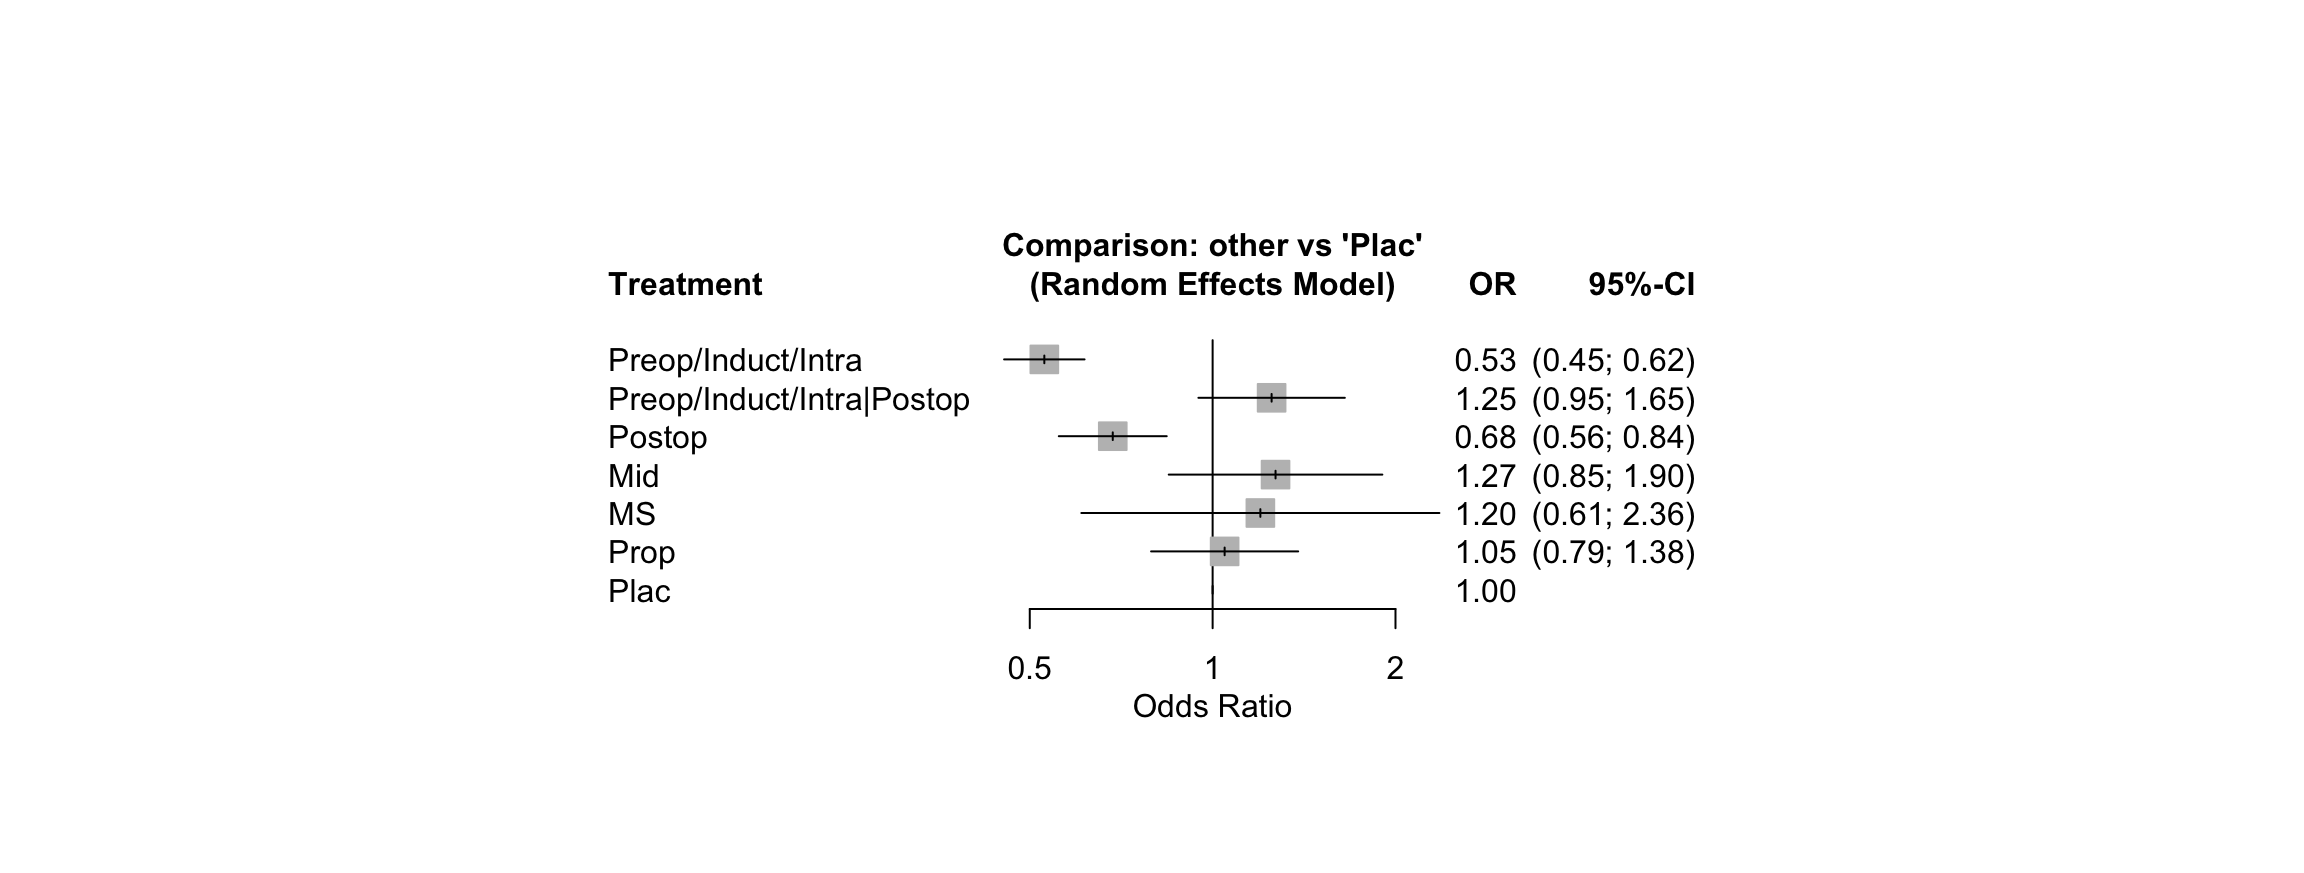 Comparison: other vs 'Plac'
Treatment (Random Effects Model) OR 95%-CI
Preop/Induct/Intra 0.53 (0.45; 0.62)
Preop/Induct/Intra|Postop 1.25 (0.95; 1.65)
Postop 0.68 (0.56; 0.84)
Mid 1.27 (0.85; 1.90)
MS 1.20 (0.61; 2.36)
Prop 1.05 (0.79; 1.38)
Plac 1.00
0.5 1 2
Odds Ratio